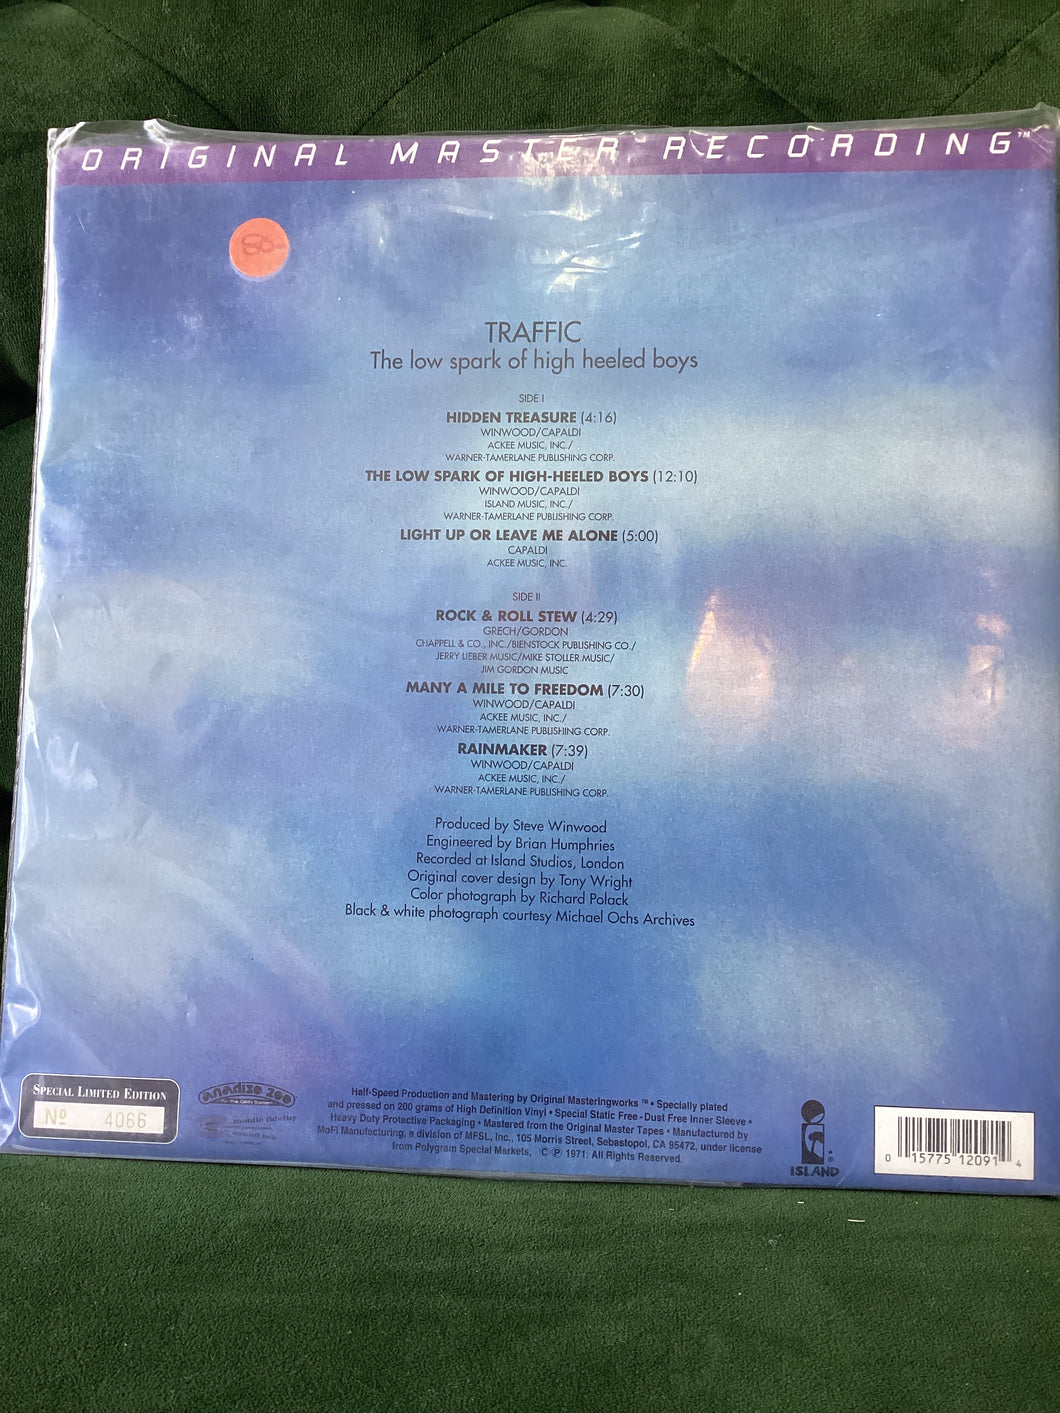 ORIGINAL MASTER RECORDING™
80-
TRAFFIC
The low spark of high heeled boys
SIDE I
HIDDEN TREASURE (4:16)
WINWOOD/CAPALDI
ACKEE MUSIC, INC./
WARNER-TAMERLANE PUBLISHING CORP.
THE LOW SPARK OF HIGH-HEELED BOYS (12:10)
WINWOOD/CAPALDI
ISLAND MUSIC, INC./
WARNER-TAMERLANE PUBLISHING CORP.
LIGHT UP OR LEAVE ME ALONE (5:00)
CAPALDI
ACKEE MUSIC, INC.
SIDE II
ROCK & ROLL STEW (4:29)
GRECH/GORDON
CHAPPELL & CO., INC./BIENSTOCK PUBLISHING CO./
JERRY LIEBER MUSIC/MIKE STOLLER MUSIC/
JIM GORDON MUSIC
MANY A MILE TO FREEDOM (7:30)
WINWOOD/CAPALDI
ACKEE MUSIC, INC./
WARNER-TAMERLANE PUBLISHING CORP.
RAINMAKER (7:39)
WINWOOD/CAPALDI
ACKEE MUSIC, INC./
WARNER-TAMERLANE PUBLISHING CORP.
Produced by Steve Winwood
Engineered by Brian Humphries
Recorded at Island Studios, London
Original cover design by Tony Wright
Color photograph by Richard Polack
Black & white photograph courtesy Michael Ochs Archives
SPECIAL LIMITED EDITION
Nº 4066
anadisq 200
mobile fidelity
sound lab
Half-Speed Production and Mastering by Original Masteringworks™ • Specially plated
and pressed on 200 grams of High Definition Vinyl • Special Static Free - Dust Free Inner Sleeve •
Heavy Duty Protective Packaging • Mastered from the Original Master Tapes • Manufactured by
MoFi Manufacturing, a division of MFSL, Inc., 105 Morris Street, Sebastopol, CA 95472, under license
from Polygram Special Markets, © ℗ 1971. All Rights Reserved.
ISLAND®
0 15775 12091 4